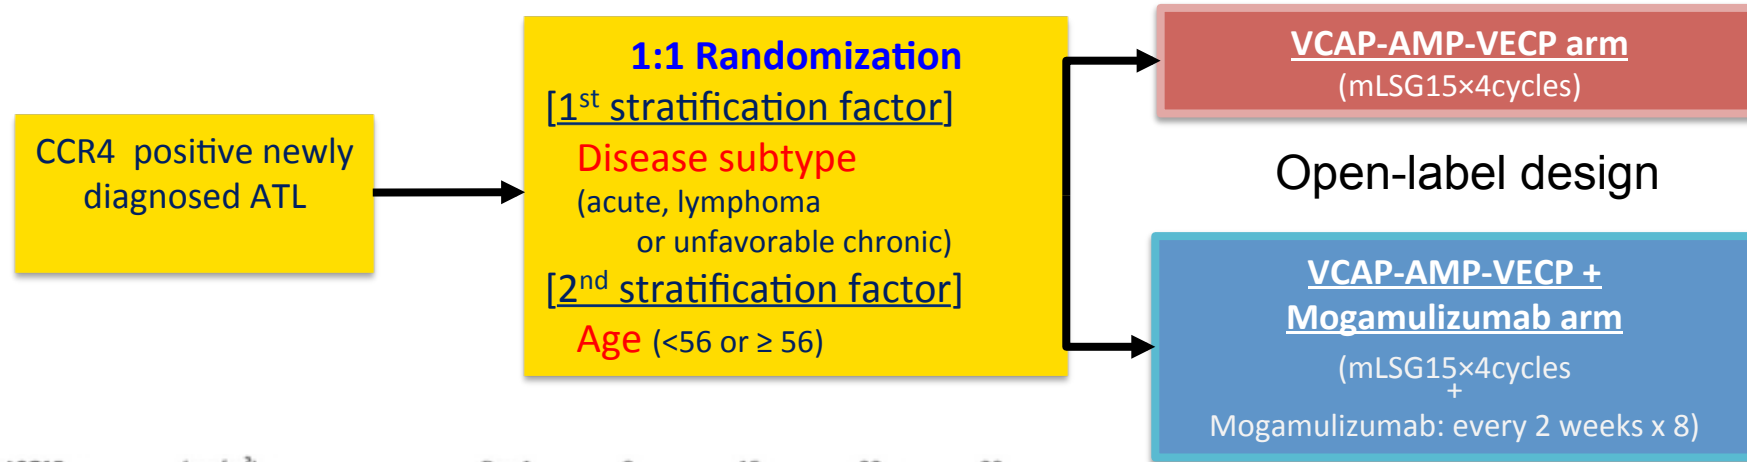 CCR4 positive newly
diagnosed ATL
1:1 Randomization
[1st stratification factor]
Disease subtype
(acute, lymphoma
or unfavorable chronic)
[2nd stratification factor]
Age (<56 or ≥ 56)
VCAP-AMP-VECP arm
(mLSG15×4cycles)
Open-label design
VCAP-AMP-VECP +
Mogamulizumab arm
(mLSG15×4cycles
+
Mogamulizumab: every 2 weeks x 8)